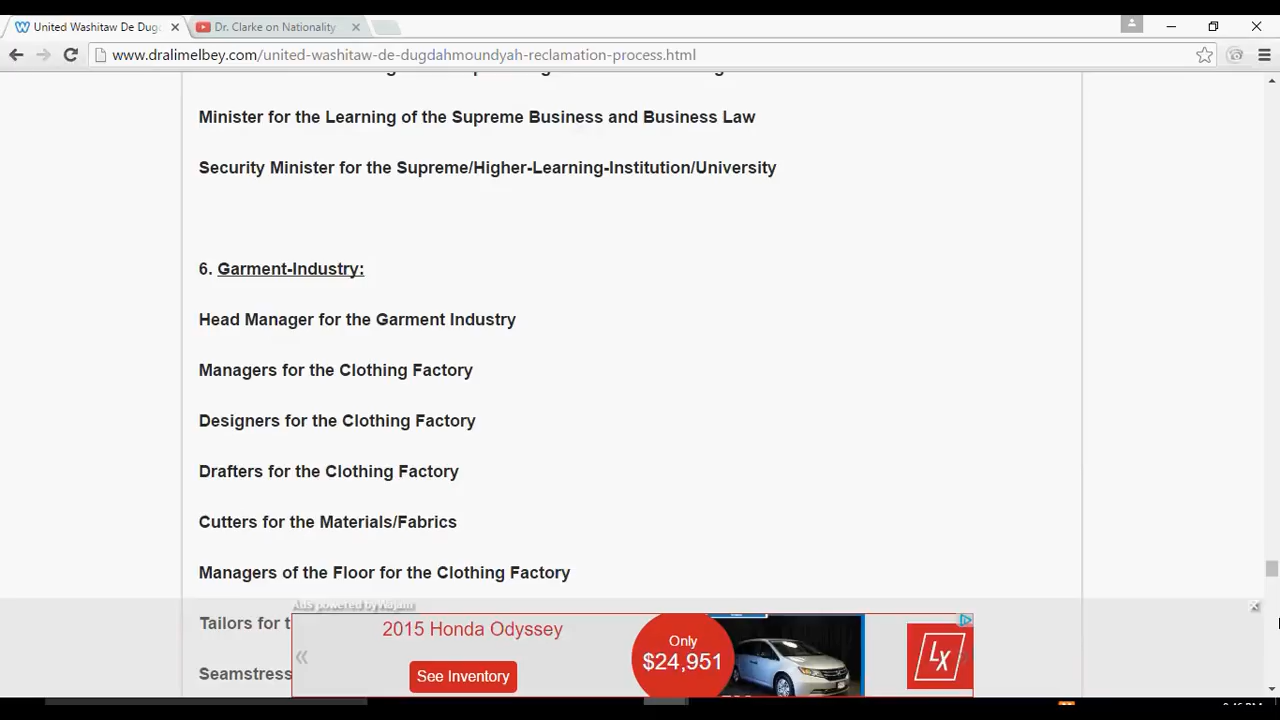 United Washitaw De Dug
Dr. Clarke on Nationality
www.dralimelbey.com/united-washitaw-de-dugdahmoundyah-reclamation-process.html
Minister for the Learning of the Supreme Business and Business Law
Security Minister for the Supreme/Higher-Learning-Institution/University
6. Garment-Industry:
Head Manager for the Garment Industry
Managers for the Clothing Factory
Designers for the Clothing Factory
Drafters for the Clothing Factory
Cutters for the Materials/Fabrics
Managers of the Floor for the Clothing Factory
Ads powered by
Tailors for t
2015 Honda Odyssey
Only
$24,951
See Inventory
LX
Seamstress